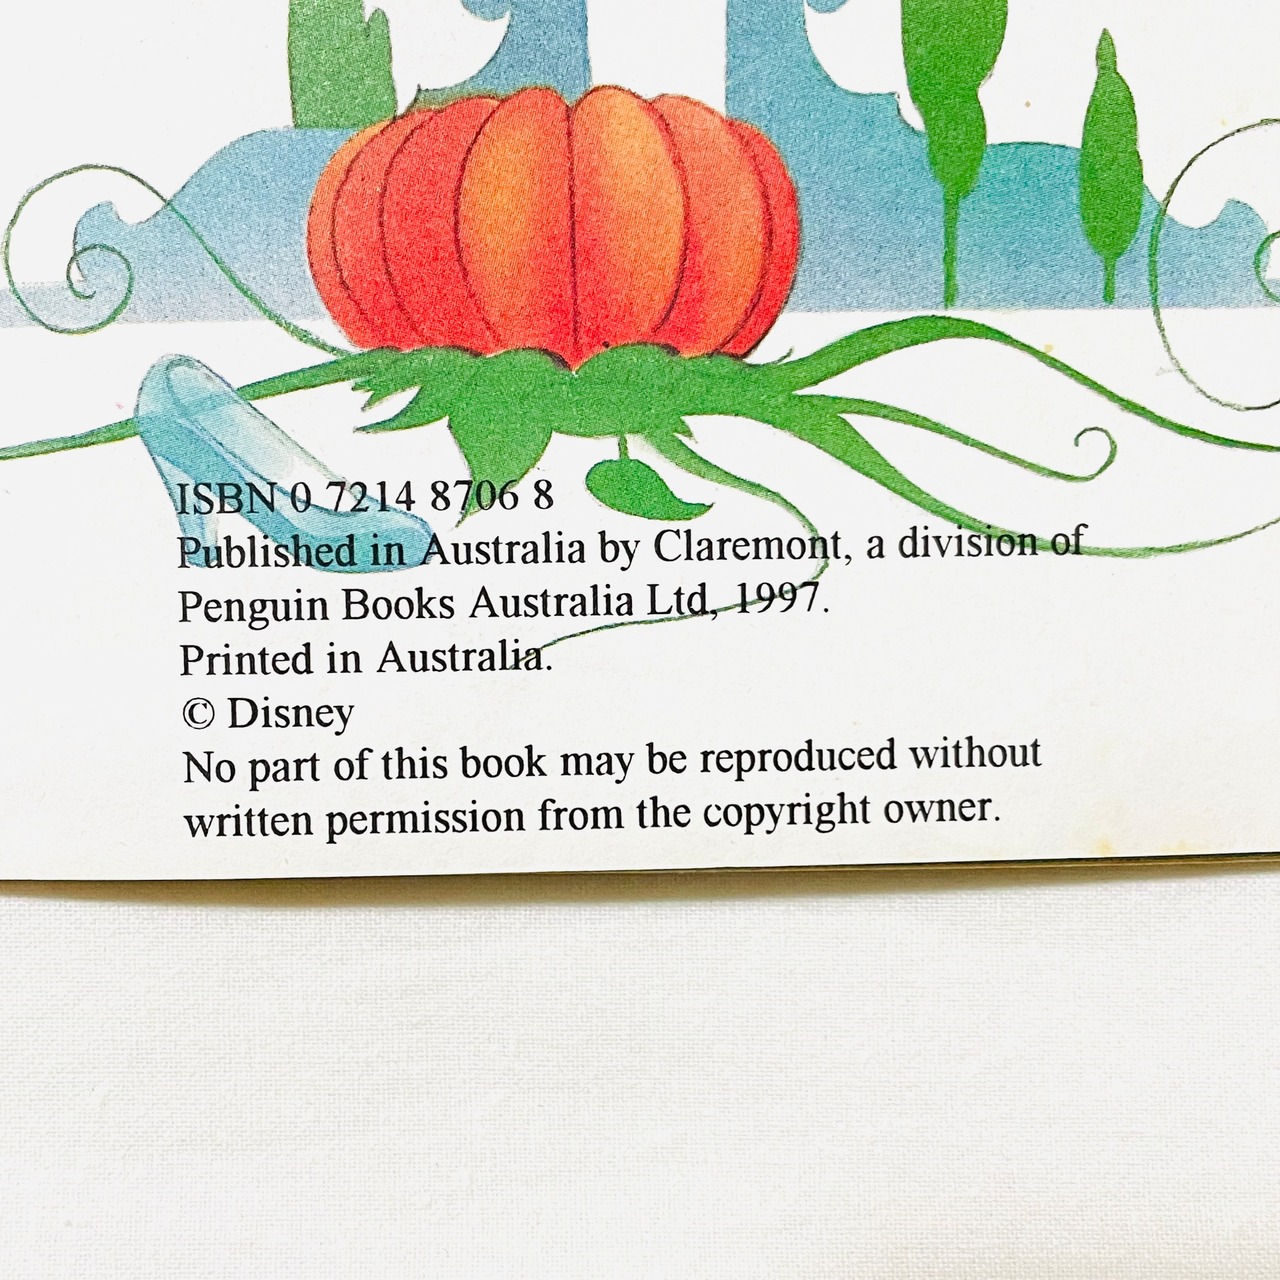 ISBN 0 7214 8706 8
Published in Australia by Claremont, a division of
Penguin Books Australia Ltd, 1997.
Printed in Australia.
© Disney
No part of this book may be reproduced without
written permission from the copyright owner.